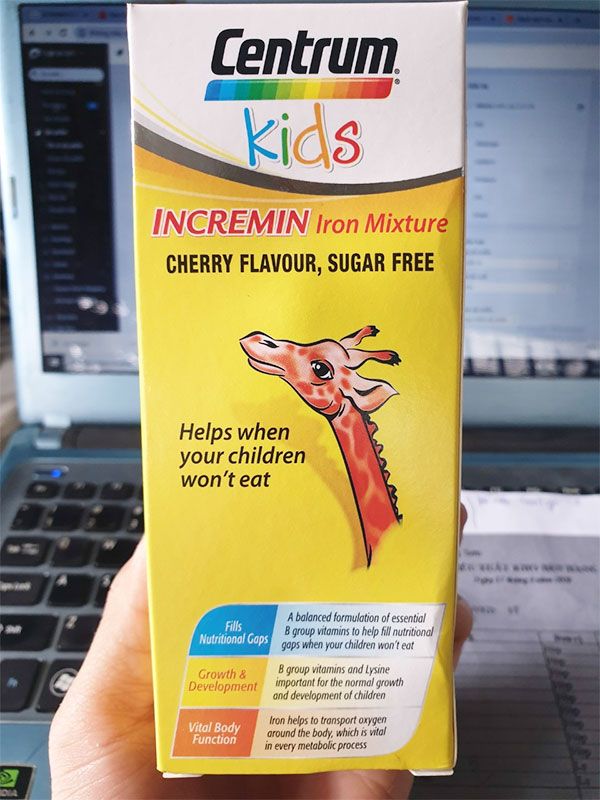 Centrum
kids
INCREMIN Iron Mixture
CHERRY FLAVOUR, SUGAR FREE
Helps when
your children
won't eat
Fills
Nutritional Gaps
A balanced formulation of essential
B group vitamins to help fill nutritional
gaps when your children won't eat
Growth &
Development
B group vitamins and Lysine
important for the normal growth
and development of children
Vital Body
Function
Iron helps to transport oxygen
around the body, which is vital
in every metabolic process